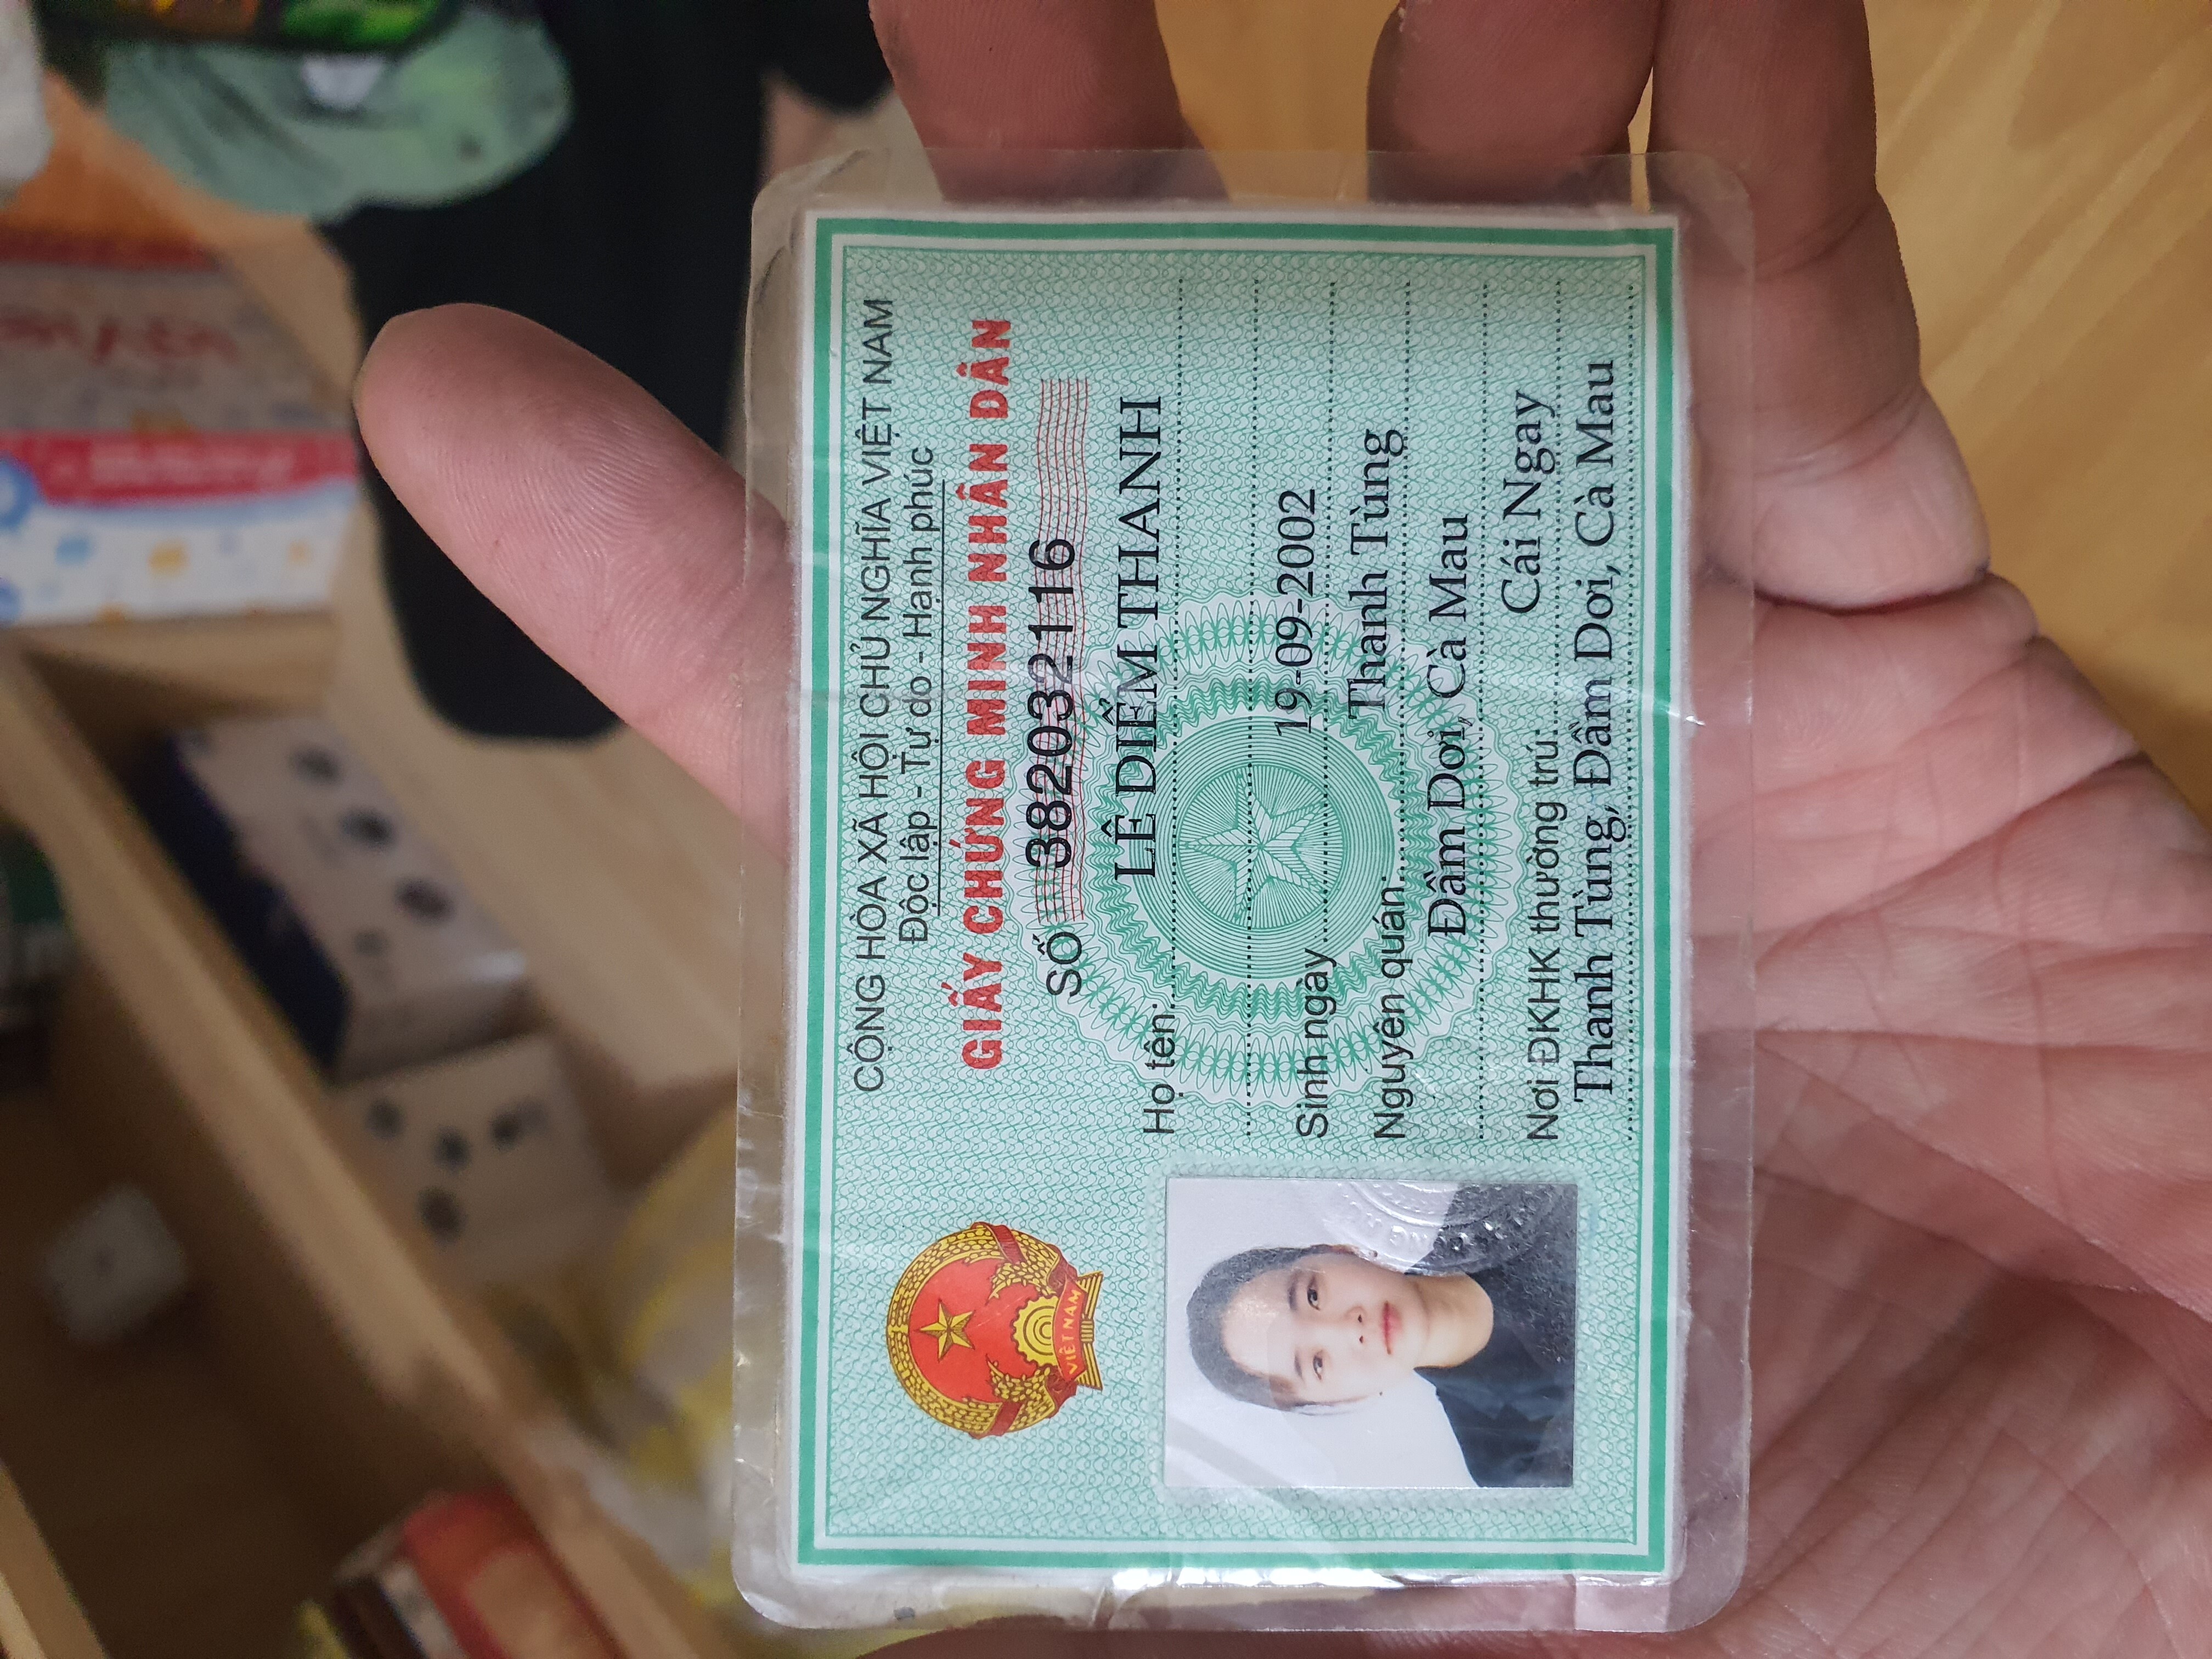 CỘNG HÒA XÃ HỘI CHỦ NGHĨA VIỆT NAM
Độc lập - Tự do - Hạnh phúc
GIẤY CHỨNG MINH NHÂN DÂN
SỐ 382032116
Họ tên: LÊ DIỄM THANH
Sinh ngày 19-09-2002
Nguyên quán Thanh Tùng
Đầm Dơi, Cà Mau
Nơi ĐKHK thường trú: Cái Ngay
Thanh Tùng, Đầm Dơi, Cà Mau
VIỆT NAM